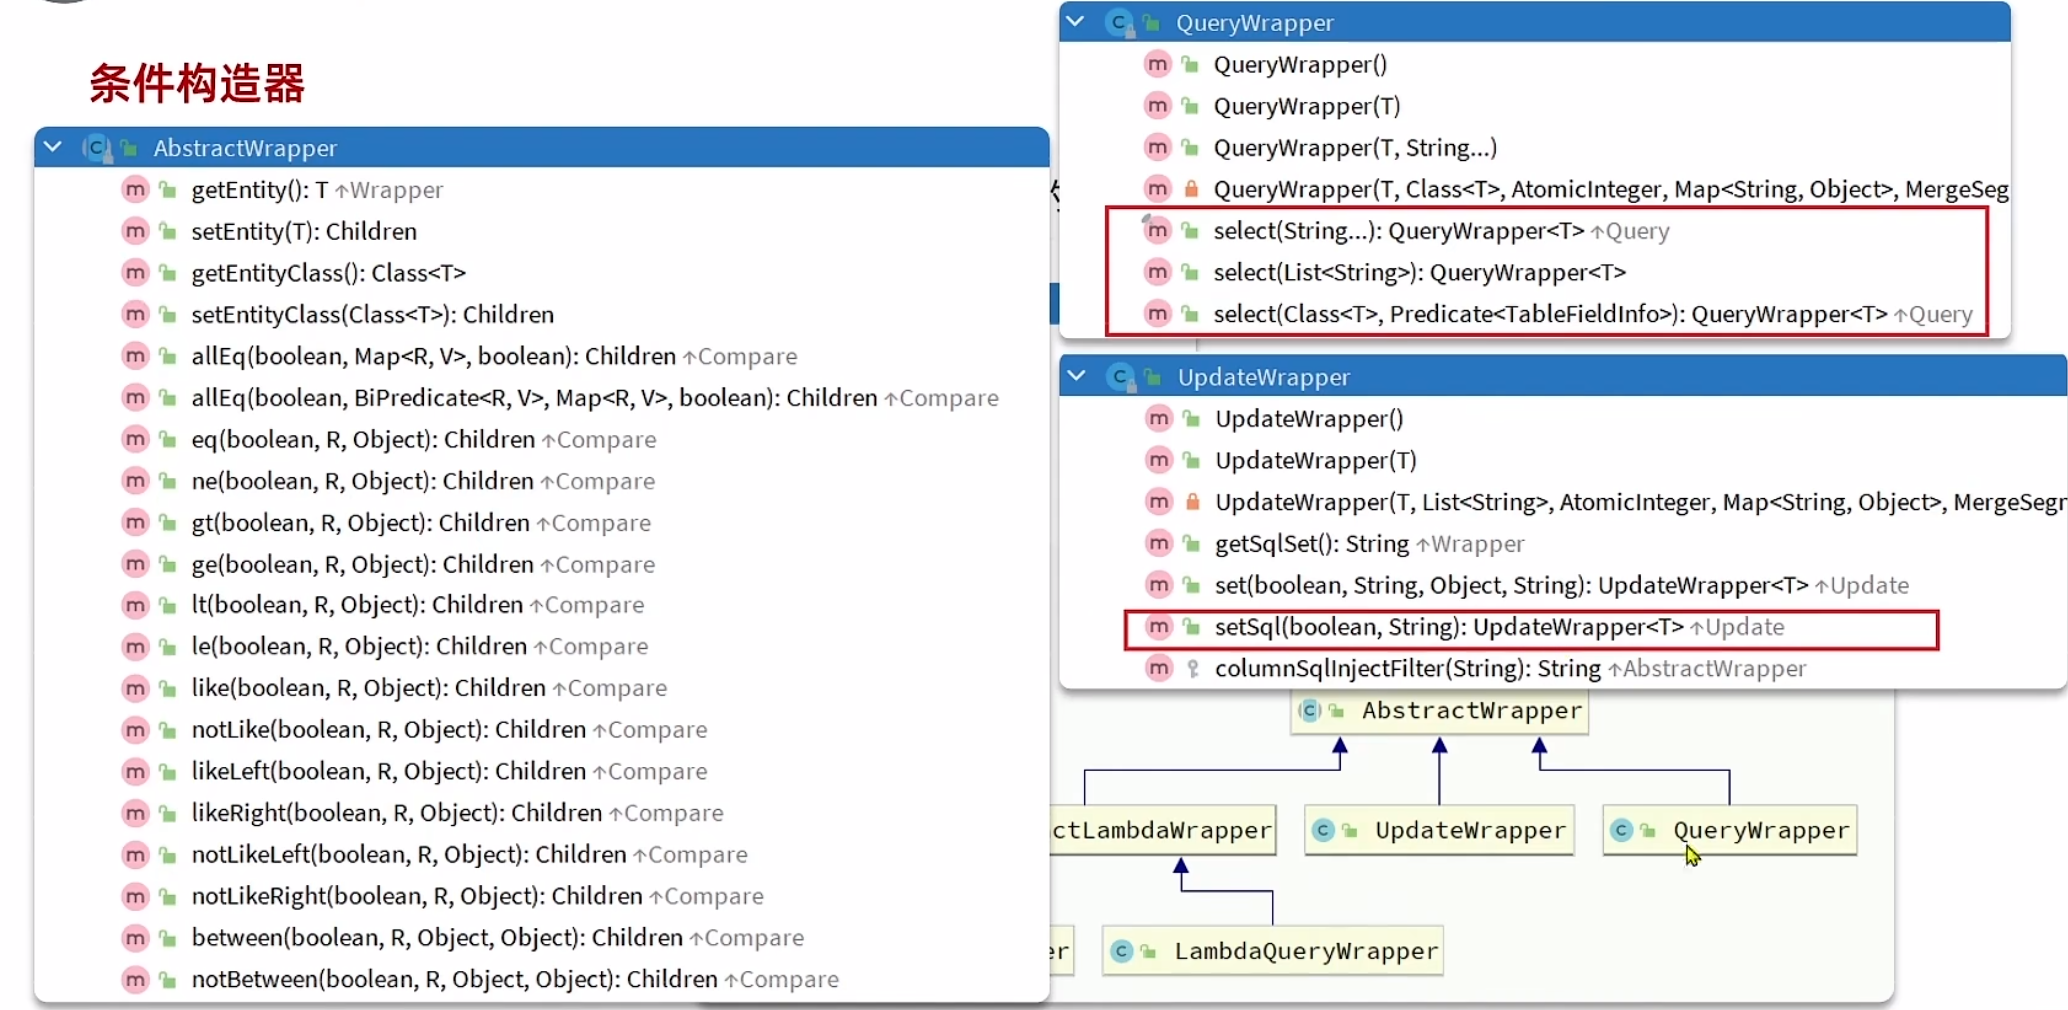 条件构造器
AbstractWrapper
getEntity(): T ↑Wrapper
setEntity(T): Children
getEntityClass(): Class<T>
setEntityClass(Class<T>): Children
allEq(boolean, Map<R, V>, boolean): Children ↑Compare
allEq(boolean, BiPredicate<R, V>, Map<R, V>, boolean): Children ↑Compare
eq(boolean, R, Object): Children ↑Compare
ne(boolean, R, Object): Children ↑Compare
gt(boolean, R, Object): Children ↑Compare
ge(boolean, R, Object): Children ↑Compare
lt(boolean, R, Object): Children ↑Compare
le(boolean, R, Object): Children ↑Compare
like(boolean, R, Object): Children ↑Compare
notLike(boolean, R, Object): Children ↑Compare
likeLeft(boolean, R, Object): Children ↑Compare
likeRight(boolean, R, Object): Children ↑Compare
notLikeLeft(boolean, R, Object): Children ↑Compare
notLikeRight(boolean, R, Object): Children ↑Compare
between(boolean, R, Object, Object): Children ↑Compare
notBetween(boolean, R, Object, Object): Children ↑Compare
QueryWrapper
QueryWrapper()
QueryWrapper(T)
QueryWrapper(T, String...)
QueryWrapper(T, Class<T>, AtomicInteger, Map<String, Object>, MergeSeg
select(String...): QueryWrapper<T> ↑Query
select(List<String>): QueryWrapper<T>
select(Class<T>, Predicate<TableFieldInfo>): QueryWrapper<T> ↑Query
UpdateWrapper
UpdateWrapper()
UpdateWrapper(T)
UpdateWrapper(T, List<String>, AtomicInteger, Map<String, Object>, MergeSegr
getSqlSet(): String ↑Wrapper
set(boolean, String, Object, String): UpdateWrapper<T> ↑Update
setSql(boolean, String): UpdateWrapper<T> ↑Update
columnSqlInjectFilter(String): String ↑AbstractWrapper
AbstractWrapper
ctLambdaWrapper
UpdateWrapper
QueryWrapper
er
LambdaQueryWrapper